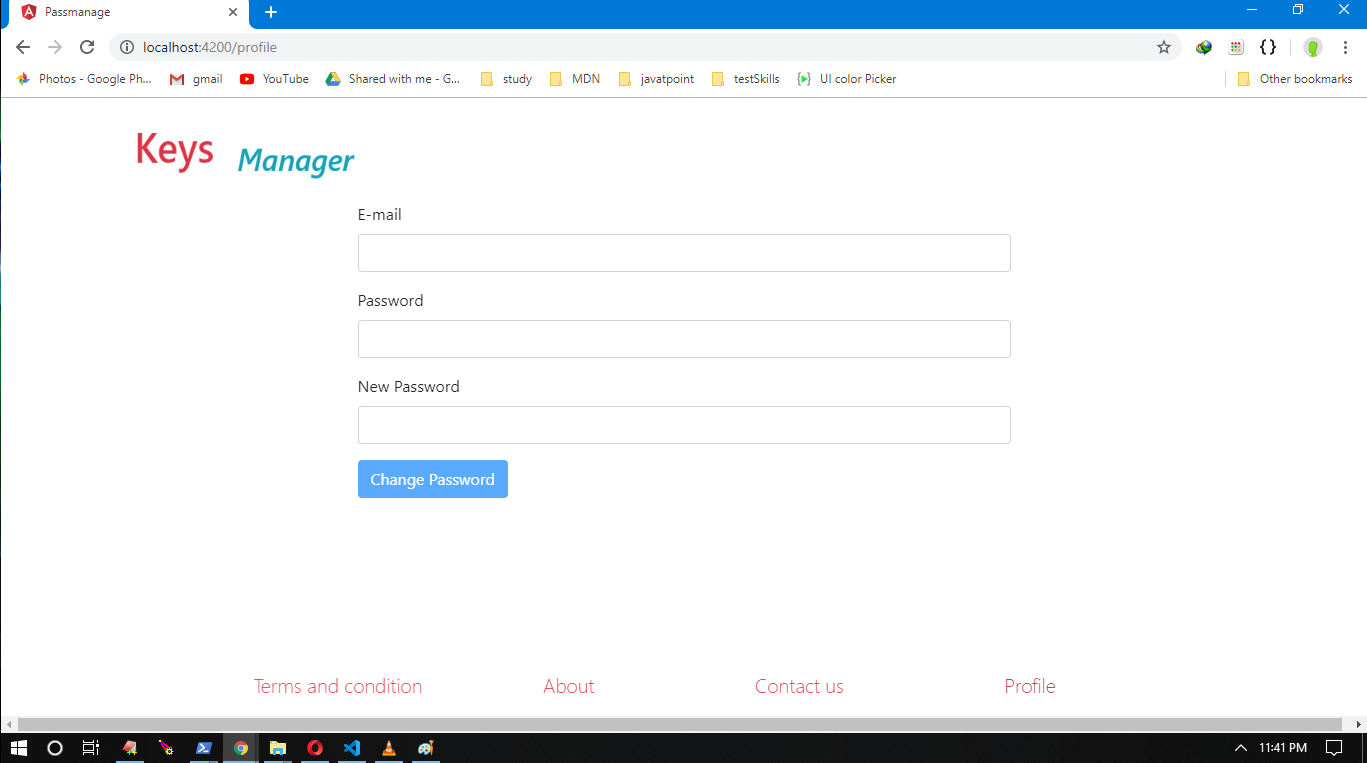 Passmanage
localhost:4200/profile
Photos - Google Ph... gmail YouTube Shared with me - G... study MDN javatpoint testSkills UI color Picker Other bookmarks
Keys Manager
E-mail
Password
New Password
Change Password
Terms and condition About Contact us Profile
11:41 PM